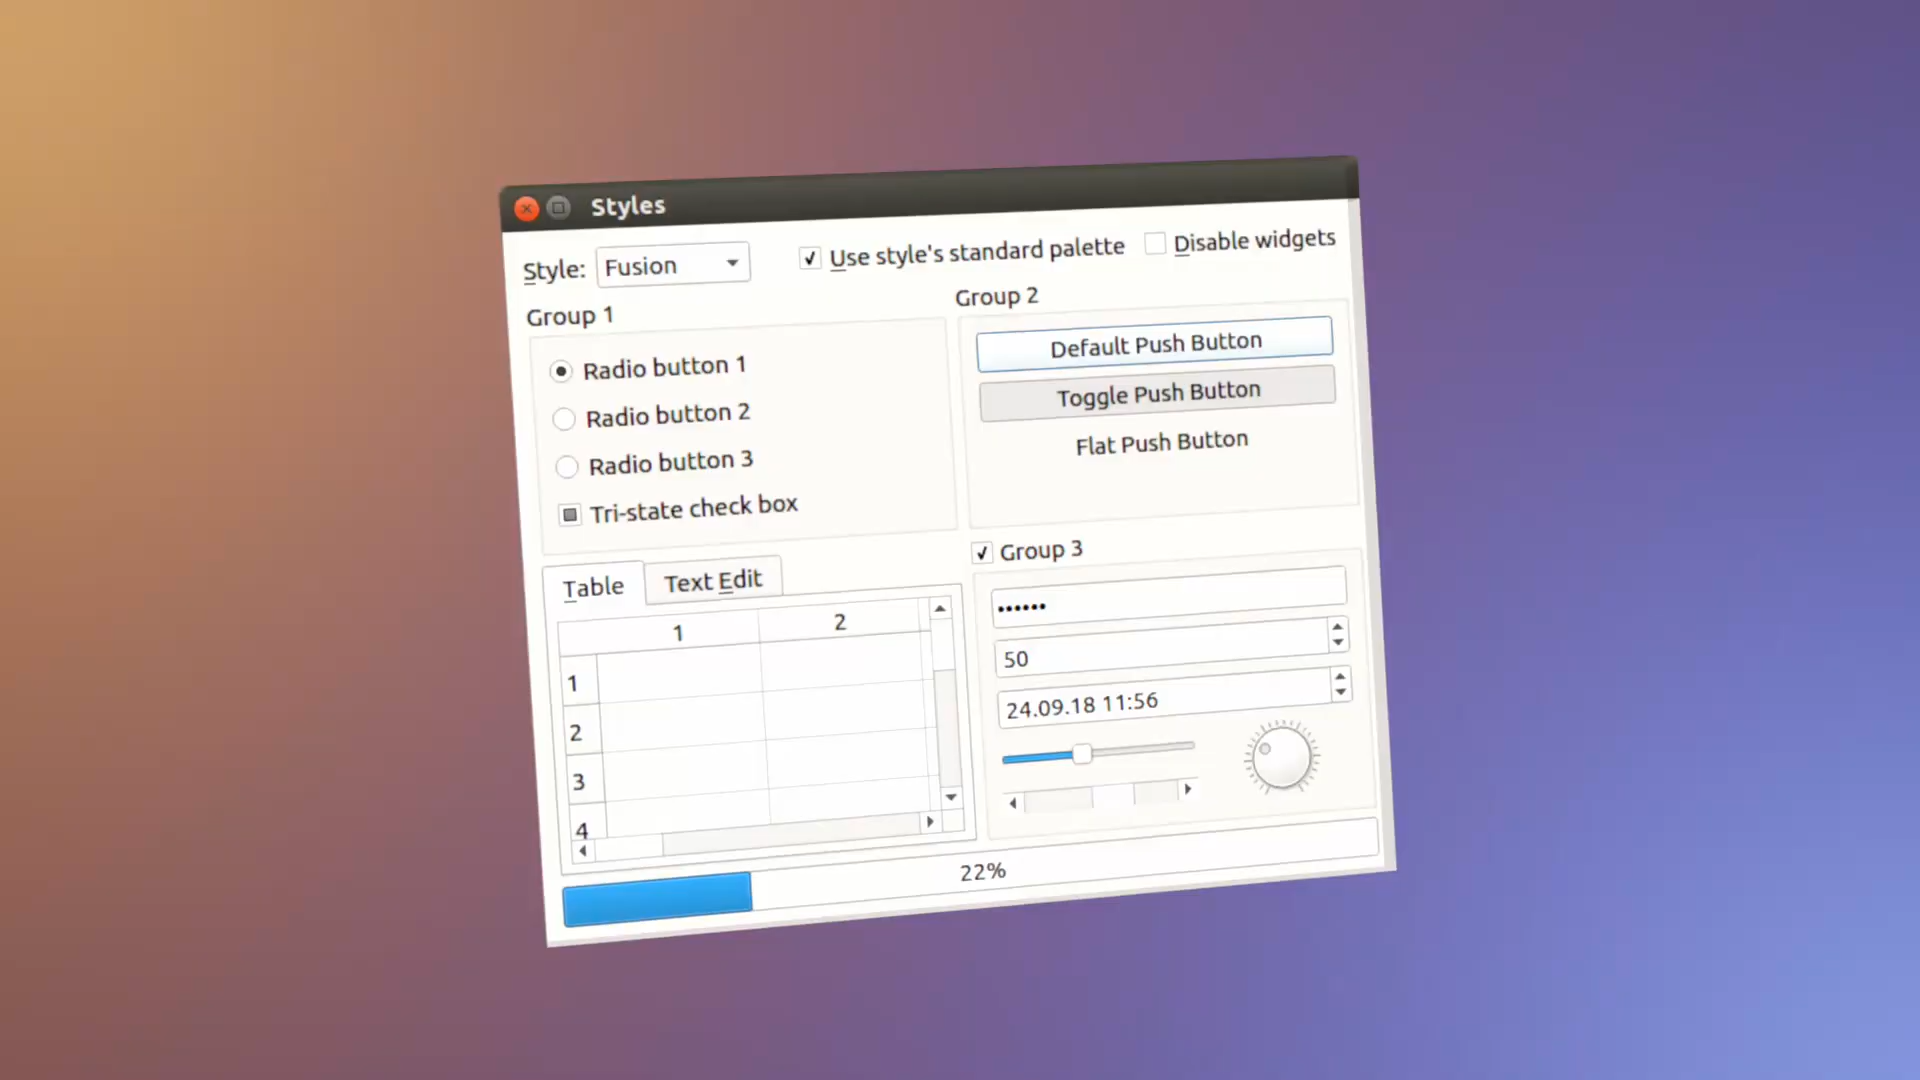 Styles
Style: Fusion
Use style's standard palette
Disable widgets
Group 1
Radio button 1
Radio button 2
Radio button 3
Tri-state check box
Group 2
Default Push Button
Toggle Push Button
Flat Push Button
Table
Text Edit
1 2
1
2
3
4
Group 3
••••••
50
24.09.18 11:56
22%